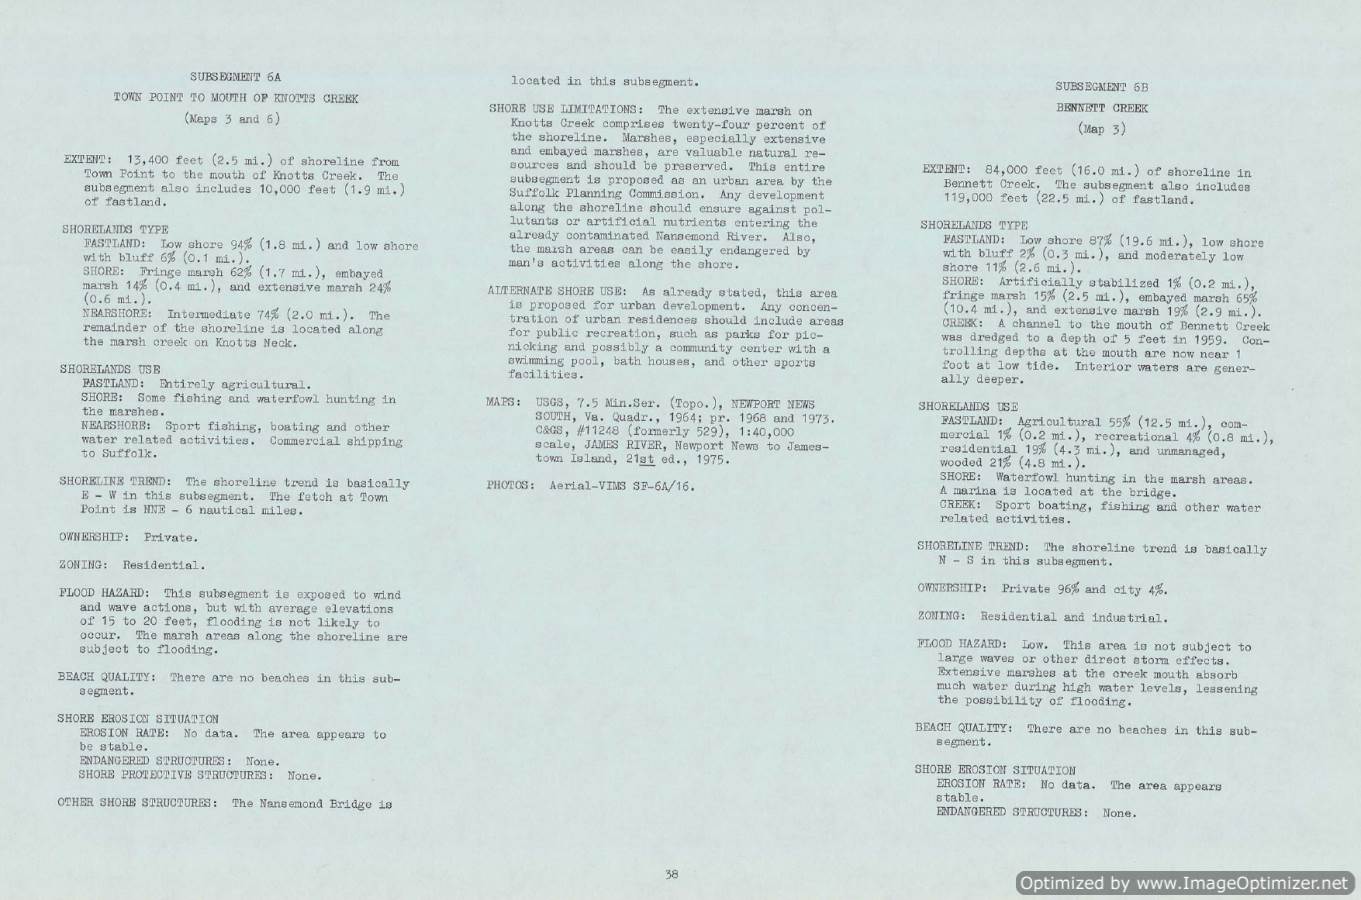 SUBSEGMENT 6A
TOWN POINT TO MOUTH OF KNOTTS CREEK
(Maps 3 and 6)
EXTENT: 13,400 feet (2.5 mi.) of shoreline from
Town Point to the mouth of Knotts Creek. The
subsegment also includes 10,000 feet (1.9 mi.)
of fastland.
SHORELANDS TYPE
FASTLAND: Low shore 94% (1.8 mi.) and low shore
with bluff 6% (0.1 mi.).
SHORE: Fringe marsh 62% (1.7 mi.), embayed
marsh 14% (0.4 mi.), and extensive marsh 24%
(0.6 mi.).
NEARSHORE: Intermediate 74% (2.0 mi.). The
remainder of the shoreline is located along
the marsh creek on Knotts Neck.
SHORELANDS USE
FASTLAND: Entirely agricultural.
SHORE: Some fishing and waterfowl hunting in
the marshes.
NEARSHORE: Sport fishing, boating and other
water related activities. Commercial shipping
to Suffolk.
SHORELINE TREND: The shoreline trend is basically
E - W in this subsegment. The fetch at Town
Point is NNE - 6 nautical miles.
OWNERSHIP: Private.
ZONING: Residential.
FLOOD HAZARD: This subsegment is exposed to wind
and wave actions, but with average elevations
of 15 to 20 feet, flooding is not likely to
occur. The marsh areas along the shoreline are
subject to flooding.
BEACH QUALITY: There are no beaches in this sub-
segment.
SHORE EROSION SITUATION
EROSION RATE: No data. The area appears to
be stable.
ENDANGERED STRUCTURES: None.
SHORE PROTECTIVE STRUCTURES: None.
OTHER SHORE STRUCTURES: The Nansemond Bridge is
located in this subsegment.
SHORE USE LIMITATIONS: The extensive marsh on
Knotts Creek comprises twenty-four percent of
the shoreline. Marshes, especially extensive
and embayed marshes, are valuable natural re-
sources and should be preserved. This entire
subsegment is proposed as an urban area by the
Suffolk Planning Commission. Any development
along the shoreline should ensure against pol-
lutants or artificial nutrients entering the
already contaminated Nansemond River. Also,
the marsh areas can be easily endangered by
man's activities along the shore.
ALTERNATE SHORE USE: As already stated, this area
is proposed for urban development. Any concen-
tration of urban residences should include areas
for public recreation, such as parks for pic-
nicking and possibly a community center with a
swimming pool, bath houses, and other sports
facilities.
MAPS: USGS, 7.5 Min.Ser. (Topo.), NEWPORT NEWS
SOUTH, Va. Quadr., 1964; pr. 1968 and 1973.
C&GS, #11248 (formerly 529), 1:40,000
scale, JAMES RIVER, Newport News to James-
town Island, 21st ed., 1975.
PHOTOS: Aerial-VIMS SF-6A/16.
SUBSEGMENT 6B
BENNETT CREEK
(Map 3)
EXTENT: 84,000 feet (16.0 mi.) of shoreline in
Bennett Creek. The subsegment also includes
119,000 feet (22.5 mi.) of fastland.
SHORELANDS TYPE
FASTLAND: Low shore 87% (19.6 mi.), low shore
with bluff 2% (0.3 mi.), and moderately low
shore 11% (2.6 mi.).
SHORE: Artificially stabilized 1% (0.2 mi.),
fringe marsh 15% (2.5 mi.), embayed marsh 65%
(10.4 mi.), and extensive marsh 19% (2.9 mi.).
CREEK: A channel to the mouth of Bennett Creek
was dredged to a depth of 5 feet in 1959. Con-
trolling depths at the mouth are now near 1
foot at low tide. Interior waters are gener-
ally deeper.
SHORELANDS USE
FASTLAND: Agricultural 55% (12.5 mi.), com-
mercial 1% (0.2 mi.), recreational 4% (0.8 mi.),
residential 19% (4.3 mi.), and unmanaged,
wooded 21% (4.8 mi.).
SHORE: Waterfowl hunting in the marsh areas.
A marina is located at the bridge.
CREEK: Sport boating, fishing and other water
related activities.
SHORELINE TREND: The shoreline trend is basically
N - S in this subsegment.
OWNERSHIP: Private 96% and city 4%.
ZONING: Residential and industrial.
FLOOD HAZARD: Low. This area is not subject to
large waves or other direct storm effects.
Extensive marshes at the creek mouth absorb
much water during high water levels, lessening
the possibility of flooding.
BEACH QUALITY: There are no beaches in this sub-
segment.
SHORE EROSION SITUATION
EROSION RATE: No data. The area appears
stable.
ENDANGERED STRUCTURES: None.
38
Optimized by www.ImageOptimizer.net